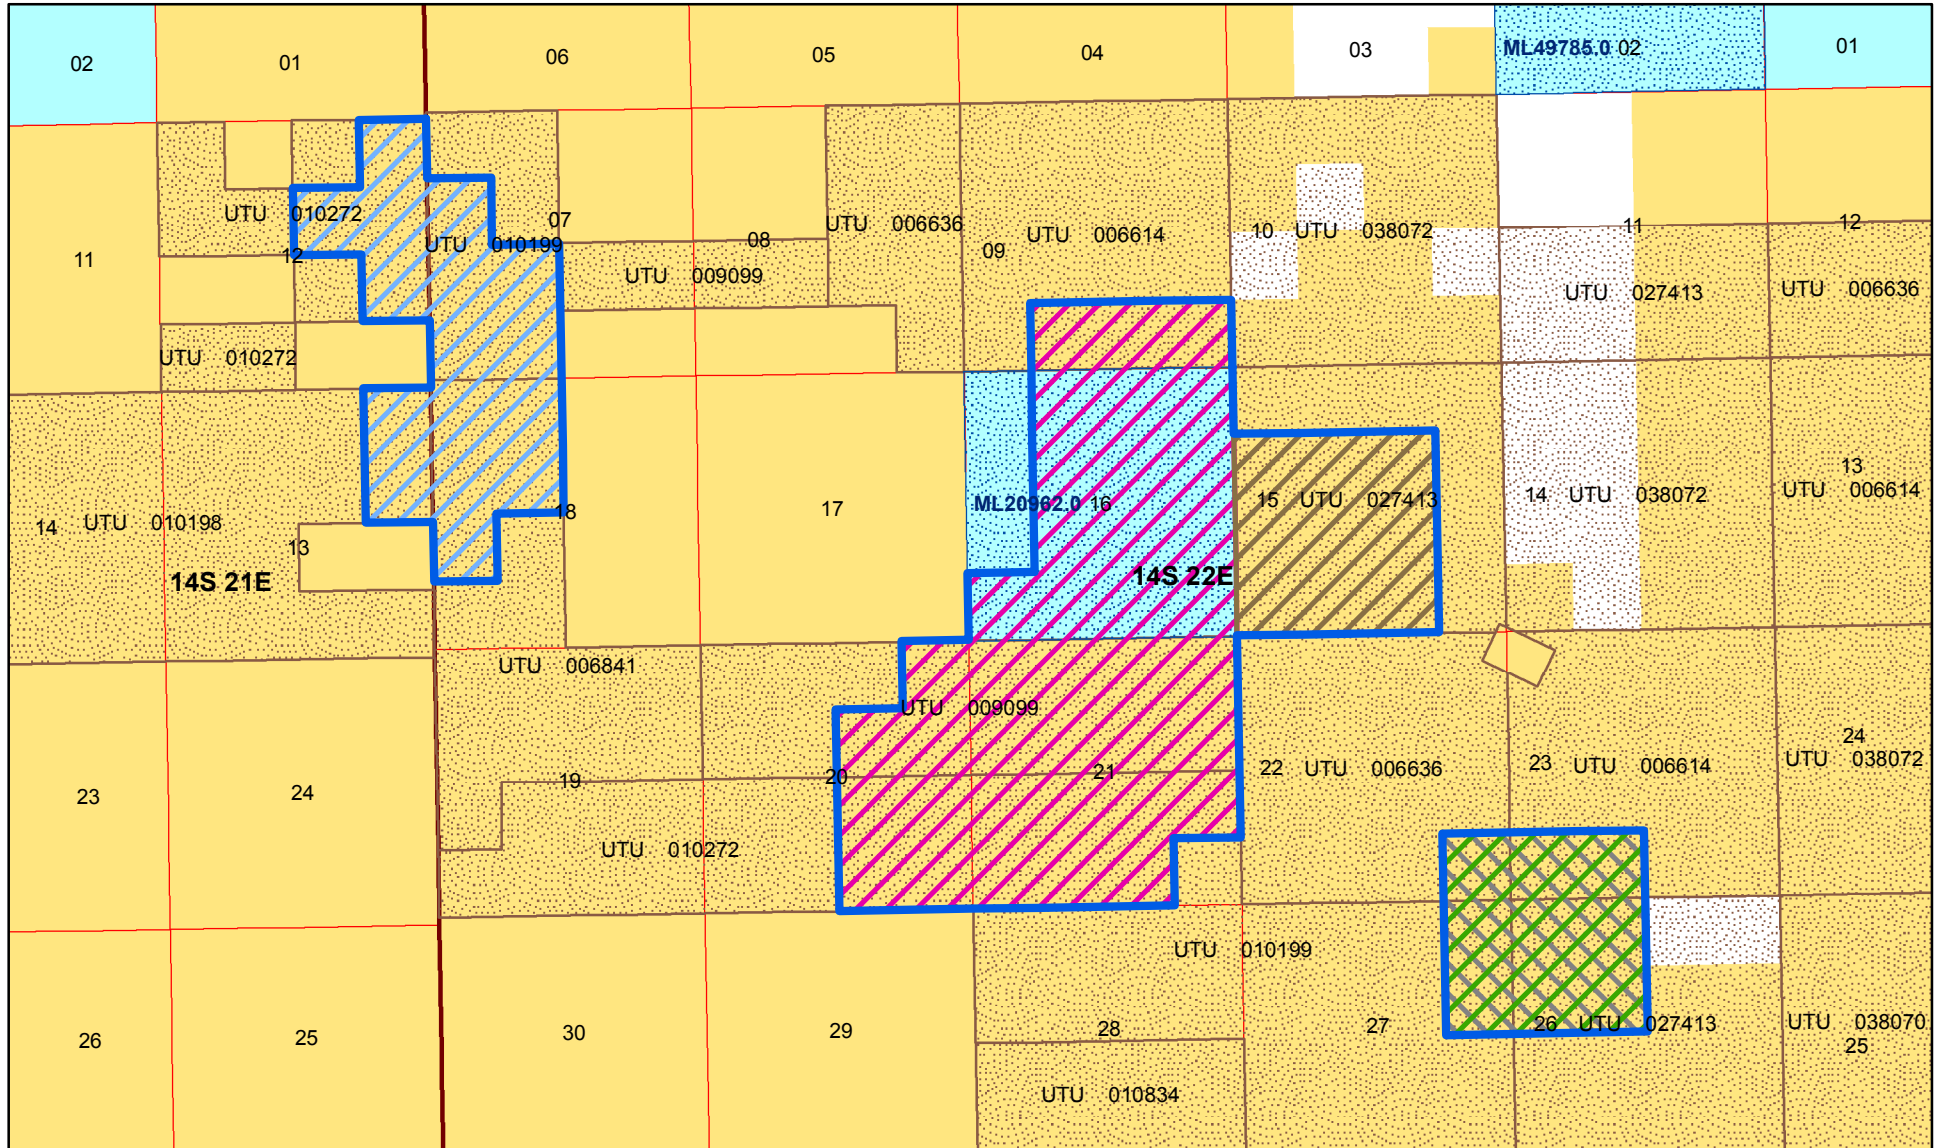 02
01
06
05
04
03
ML49785.0 02
01
11
UTU 010272
12
07
UTU 010199
08
UTU 009099
UTU 006636
09
UTU 006614
10 UTU 038072
11
UTU 027413
12
UTU 006636
UTU 010272
14 UTU 010198
13
14S 21E
18
17
ML20962.0 16
14S 22E
15 UTU 027413
14 UTU 038072
13
UTU 006614
UTU 006841
UTU 009099
23
24
19
20
21
22 UTU 006636
23 UTU 006614
24
UTU 038072
UTU 010272
UTU 010199
26
25
30
29
28
27
26 UTU 027413
UTU 038070
25
UTU 010834